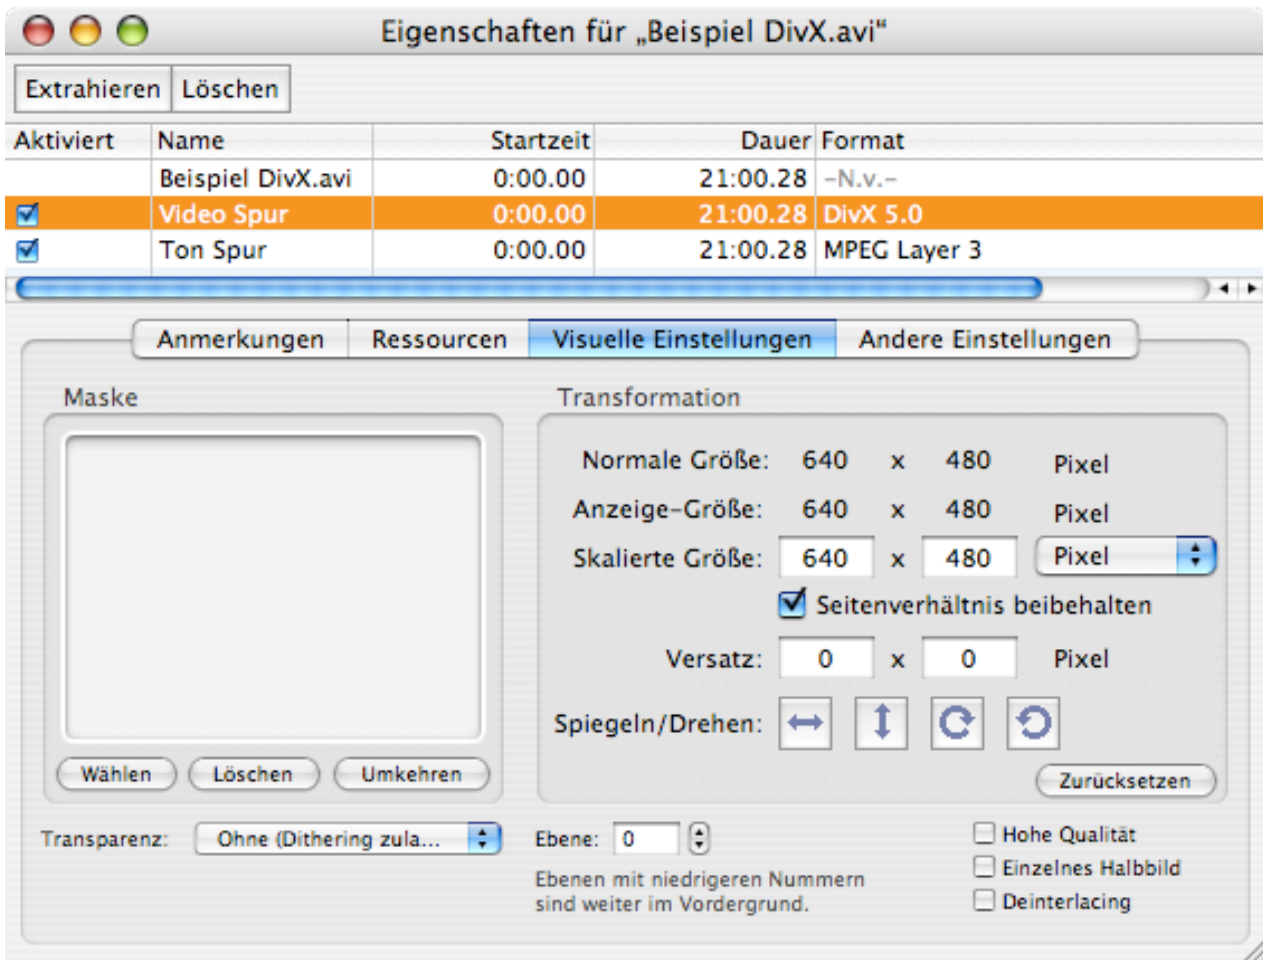 Eigenschaften für „Beispiel DivX.avi“
Extrahieren Löschen
Aktiviert Name Startzeit Dauer Format
Beispiel DivX.avi 0:00.00 21:00.28 –N.v.–
Video Spur 0:00.00 21:00.28 DivX 5.0
Ton Spur 0:00.00 21:00.28 MPEG Layer 3
Anmerkungen Ressourcen Visuelle Einstellungen Andere Einstellungen
Maske
Wählen Löschen Umkehren
Transformation
Normale Größe: 640 x 480 Pixel
Anzeige-Größe: 640 x 480 Pixel
Skalierte Größe: 640 x 480 Pixel
Seitenverhältnis beibehalten
Versatz: 0 x 0 Pixel
Spiegeln/Drehen:
Zurücksetzen
Transparenz: Ohne (Dithering zula...
Ebene: 0
Ebenen mit niedrigeren Nummern
sind weiter im Vordergrund.
Hohe Qualität
Einzelnes Halbbild
Deinterlacing